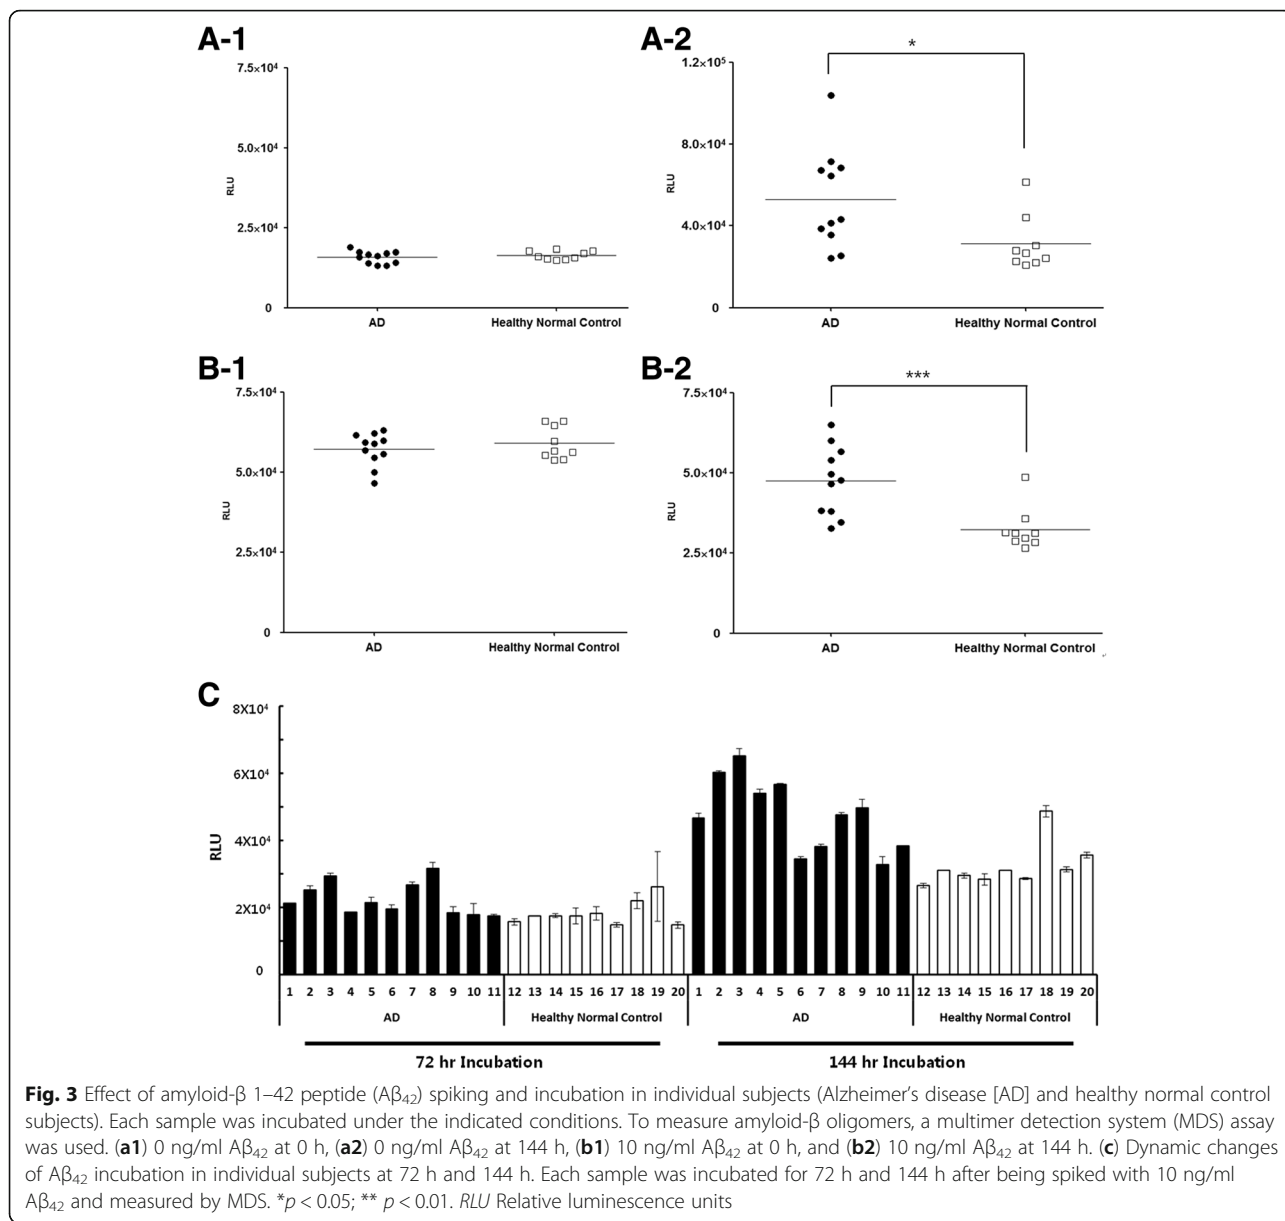 A-1
7.5×10⁴
5.0×10⁴
RLU
2.5×10⁴
0
AD Healthy Normal Control
A-2
*
1.2×10⁵
8.0×10⁴
RLU
4.0×10⁴
0
AD Healthy Normal Control
B-1
7.5×10⁴
5.0×10⁴
RLU
2.5×10⁴
0
AD Healthy Normal Control
B-2
***
7.5×10⁴
5.0×10⁴
RLU
2.5×10⁴
0
AD Healthy Normal Control
C
8X10⁴
6X10⁴
4X10⁴
RLU
2X10⁴
0
1 2 3 4 5 6 7 8 9 10 11 12 13 14 15 16 17 18 19 20 1 2 3 4 5 6 7 8 9 10 11 12 13 14 15 16 17 18 19 20
AD Healthy Normal Control AD Healthy Normal Control
72 hr Incubation 144 hr Incubation
Fig. 3 Effect of amyloid-β 1–42 peptide (Aβ₄₂) spiking and incubation in individual subjects (Alzheimer's disease [AD] and healthy normal control
subjects). Each sample was incubated under the indicated conditions. To measure amyloid-β oligomers, a multimer detection system (MDS) assay
was used. (a1) 0 ng/ml Aβ₄₂ at 0 h, (a2) 0 ng/ml Aβ₄₂ at 144 h, (b1) 10 ng/ml Aβ₄₂ at 0 h, and (b2) 10 ng/ml Aβ₄₂ at 144 h. (c) Dynamic changes
of Aβ₄₂ incubation in individual subjects at 72 h and 144 h. Each sample was incubated for 72 h and 144 h after being spiked with 10 ng/ml
Aβ₄₂ and measured by MDS. *p < 0.05; ** p < 0.01. RLU Relative luminescence units